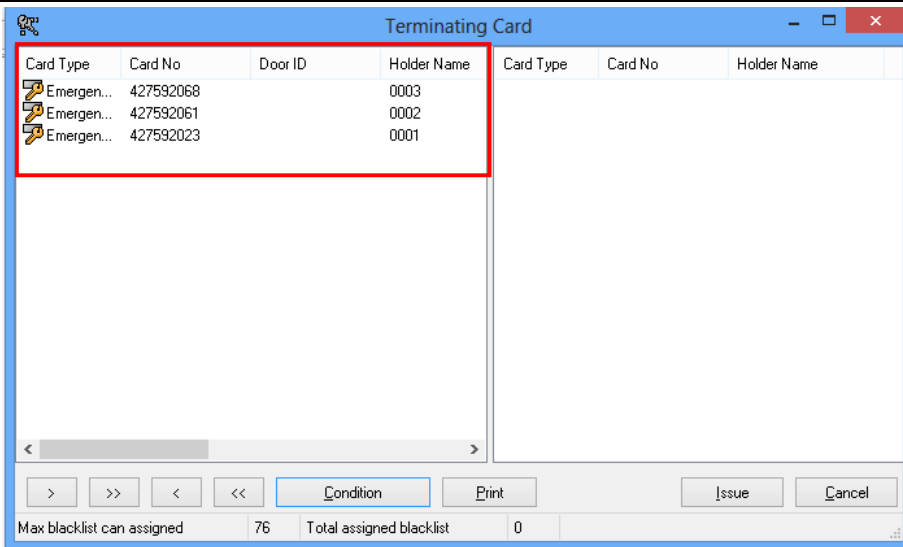 Terminating Card
Card Type Card No Door ID Holder Name Card Type Card No Holder Name
Emergen... 427592068 0003
Emergen... 427592061 0002
Emergen... 427592023 0001
> >> < << Condition Print Issue Cancel
Max blacklist can assigned 76 Total assigned blacklist 0